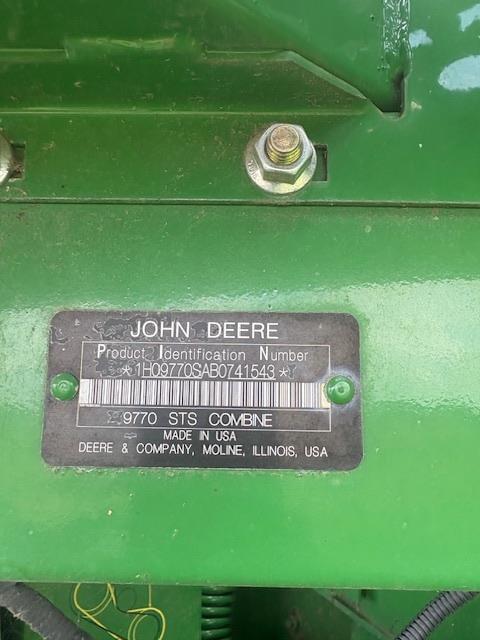 JOHN DEERE
Product Identification Number
*1H09770SAB0741543*
9770 STS COMBINE
MADE IN USA
DEERE & COMPANY, MOLINE, ILLINOIS, USA